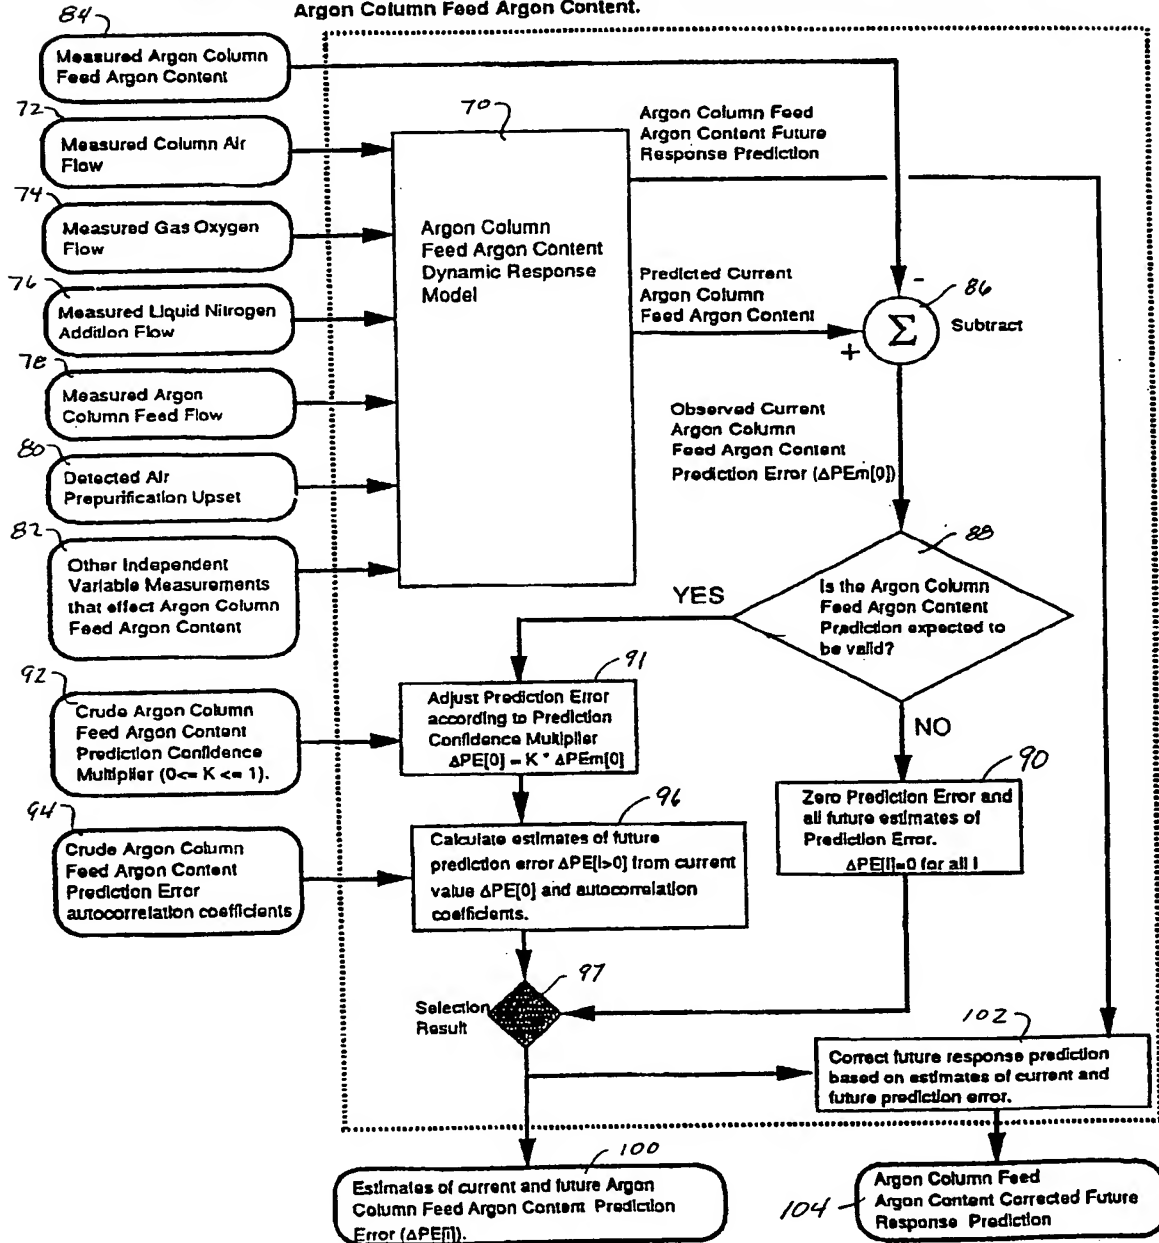 Argon Column Feed Argon Content.
84
Measured Argon Column
Feed Argon Content
72
Measured Column Air
Flow
74
Measured Gas Oxygen
Flow
76
Measured Liquid Nitrogen
Addition Flow
78
Measured Argon
Column Feed Flow
80
Detected Air
Prepurification Upset
82
Other Independent
Variable Measurements
that effect Argon Column
Feed Argon Content
92
Crude Argon Column
Feed Argon Content
Prediction Confidence
Multiplier (0<= K <= 1).
94
Crude Argon Column
Feed Argon Content
Prediction Error
autocorrelation coefficients
70
Argon Column
Feed Argon Content
Dynamic Response
Model
Argon Column Feed
Argon Content Future
Response Prediction
Predicted Current
Argon Column
Feed Argon Content
-
+
Σ
86
Subtract
Observed Current
Argon Column
Feed Argon Content
Prediction Error (ΔPEm[0])
88
Is the Argon Column
Feed Argon Content
Prediction expected to
be valid?
YES
NO
91
Adjust Prediction Error
according to Prediction
Confidence Multiplier
ΔPE[0] = K * ΔPEm[0]
90
Zero Prediction Error and
all future estimates of
Prediction Error.
ΔPE[i]=0 for all i
96
Calculate estimates of future
prediction error ΔPE[i>0] from current
value ΔPE[0] and autocorrelation
coefficients.
97
Selection
Result
102
Correct future response prediction
based on estimates of current and
future prediction error.
100
Estimates of current and future Argon
Column Feed Argon Content Prediction
Error (ΔPE[i]).
104
Argon Column Feed
Argon Content Corrected Future
Response Prediction